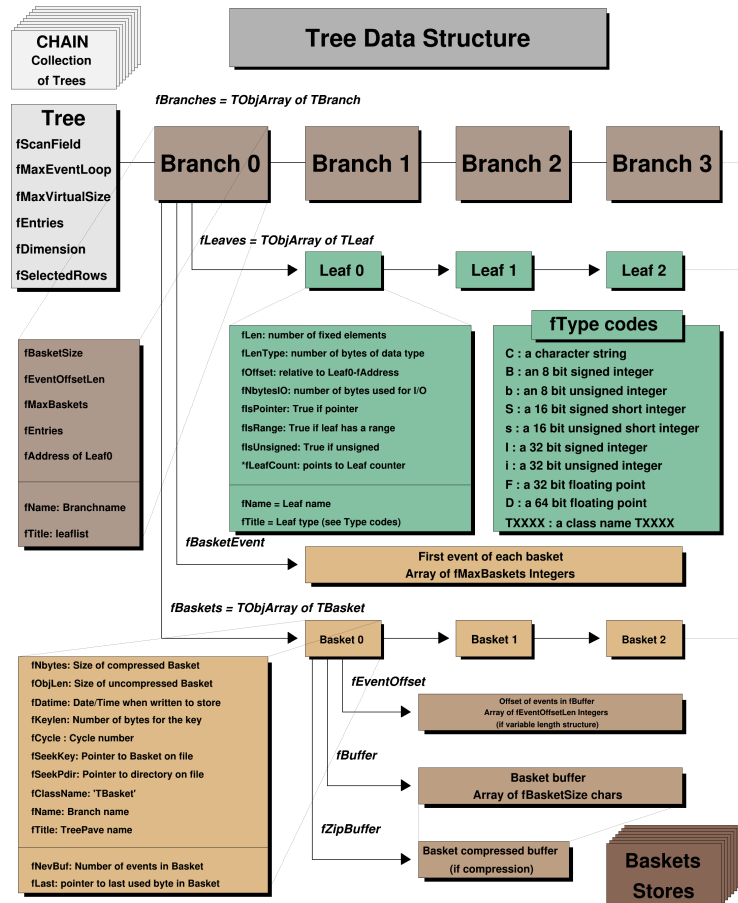 CHAIN
Collection
of Trees
Tree Data Structure
fBranches = TObjArray of TBranch
Tree
fScanField
fMaxEventLoop
fMaxVirtualSize
fEntries
fDimension
fSelectedRows
Branch 0
Branch 1
Branch 2
Branch 3
fLeaves = TObjArray of TLeaf
Leaf 0
Leaf 1
Leaf 2
fBasketSize
fEventOffsetLen
fMaxBaskets
fEntries
fAddress of Leaf0
fName: Branchname
fTitle: leaflist
fLen: number of fixed elements
fLenType: number of bytes of data type
fOffset: relative to Leaf0-fAddress
fNbytesIO: number of bytes used for I/O
fIsPointer: True if pointer
fIsRange: True if leaf has a range
fIsUnsigned: True if unsigned
*fLeafCount: points to Leaf counter
fName = Leaf name
fTitle = Leaf type (see Type codes)
fType codes
C : a character string
B : an 8 bit signed integer
b : an 8 bit unsigned integer
S : a 16 bit signed short integer
s : a 16 bit unsigned short integer
I : a 32 bit signed integer
i : a 32 bit unsigned integer
F : a 32 bit floating point
D : a 64 bit floating point
TXXXX : a class name TXXXX
fBasketEvent
First event of each basket
Array of fMaxBaskets Integers
fBaskets = TObjArray of TBasket
Basket 0
Basket 1
Basket 2
fNbytes: Size of compressed Basket
fObjLen: Size of uncompressed Basket
fDatime: Date/Time when written to store
fKeylen: Number of bytes for the key
fCycle : Cycle number
fSeekKey: Pointer to Basket on file
fSeekPdir: Pointer to directory on file
fClassName: 'TBasket'
fName: Branch name
fTitle: TreePave name
fNevBuf: Number of events in Basket
fLast: pointer to last used byte in Basket
fEventOffset
Offset of events in fBuffer
Array of fEventOffsetLen Integers
(if variable length structure)
fBuffer
Basket buffer
Array of fBasketSize chars
fZipBuffer
Basket compressed buffer
(if compression)
Baskets
Stores